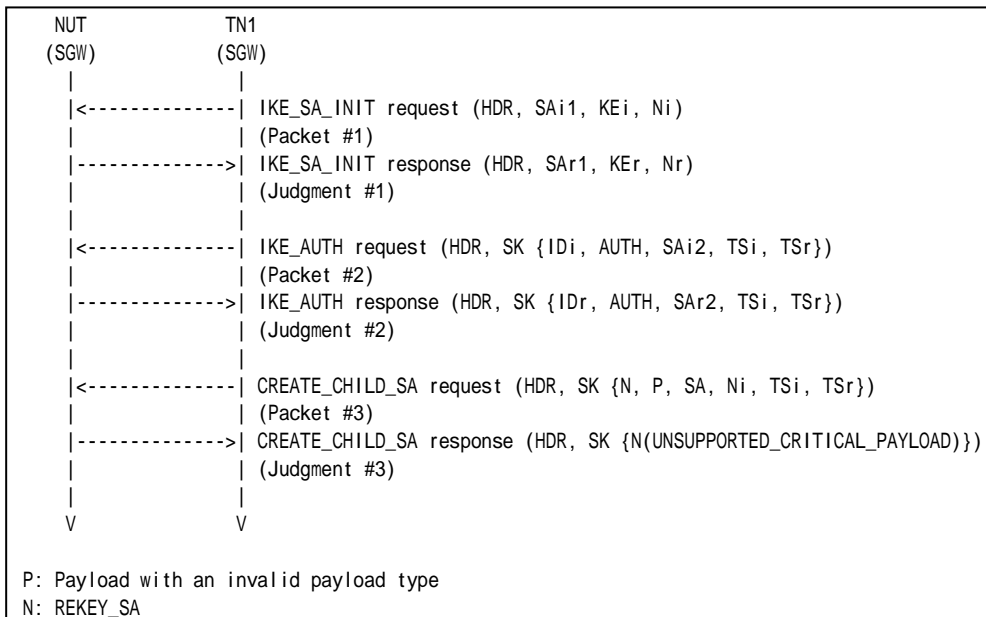 NUT TN1
(SGW) (SGW)
| |
|<--------------| IKE_SA_INIT request (HDR, SAi1, KEi, Ni)
| | (Packet #1)
|-------------->| IKE_SA_INIT response (HDR, SAr1, KEr, Nr)
| | (Judgment #1)
| |
|<--------------| IKE_AUTH request (HDR, SK {IDi, AUTH, SAi2, TSi, TSr})
| | (Packet #2)
|-------------->| IKE_AUTH response (HDR, SK {IDr, AUTH, SAr2, TSi, TSr})
| | (Judgment #2)
| |
|<--------------| CREATE_CHILD_SA request (HDR, SK {N, P, SA, Ni, TSi, TSr})
| | (Packet #3)
|-------------->| CREATE_CHILD_SA response (HDR, SK {N(UNSUPPORTED_CRITICAL_PAYLOAD)})
| | (Judgment #3)
| |
V V
P: Payload with an invalid payload type
N: REKEY_SA